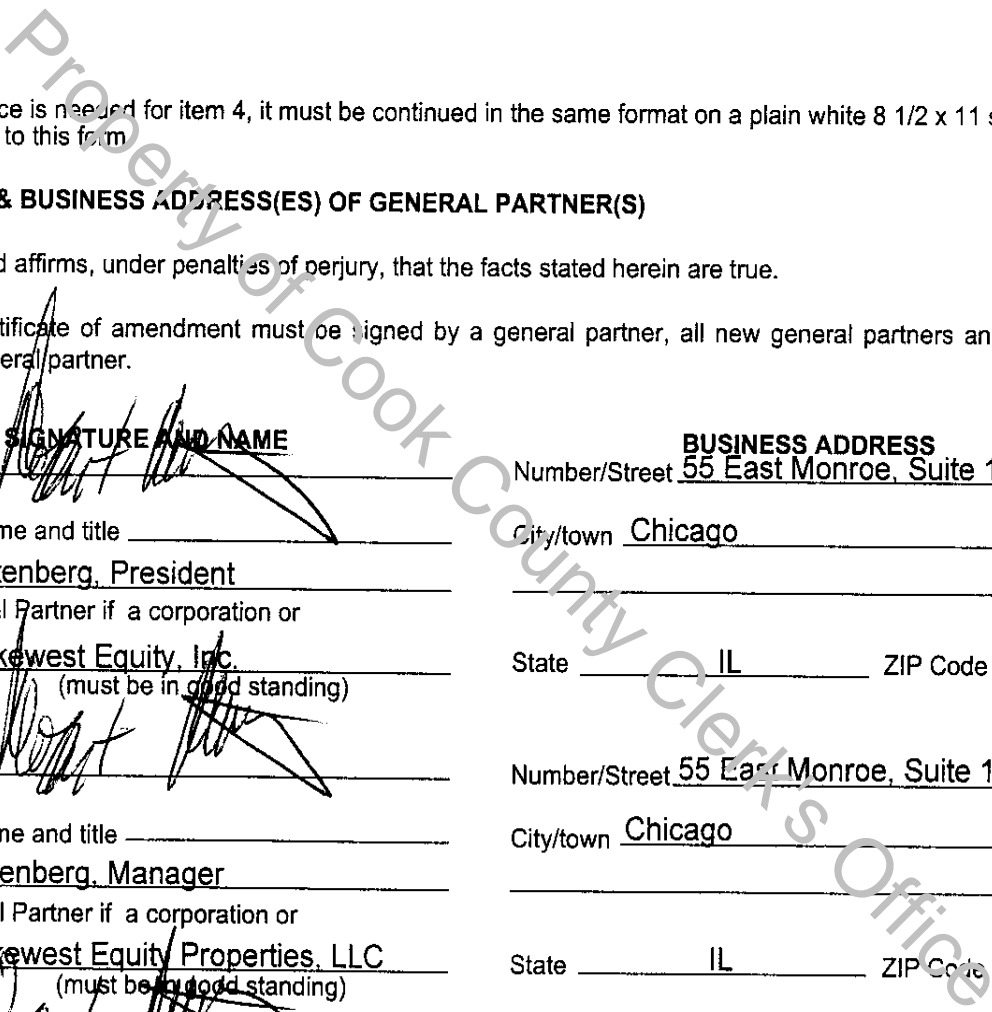 ce is needed for item 4, it must be continued in the same format on a plain white 8 1/2 x 11
to this form
& BUSINESS ADDRESS(ES) OF GENERAL PARTNER(S)
affirms, under penalties of perjury, that the facts stated herein are true.
tificate of amendment must be signed by a general partner, all new general partners an
eral partner.
SIGNATURE AND NAME
BUSINESS ADDRESS
Number/Street 55 East Monroe, Suite 1
me and title
City/town Chicago
enberg, President
l Partner if a corporation or
kewest Equity, Inc.
(must be in good standing)
State IL ZIP Code
Number/Street 55 East Monroe, Suite 1
me and title
City/town Chicago
enberg, Manager
l Partner if a corporation or
kewest Equity Properties, LLC
(must be in good standing)
State IL ZIP Code
Property of Cook County Clerk's Office